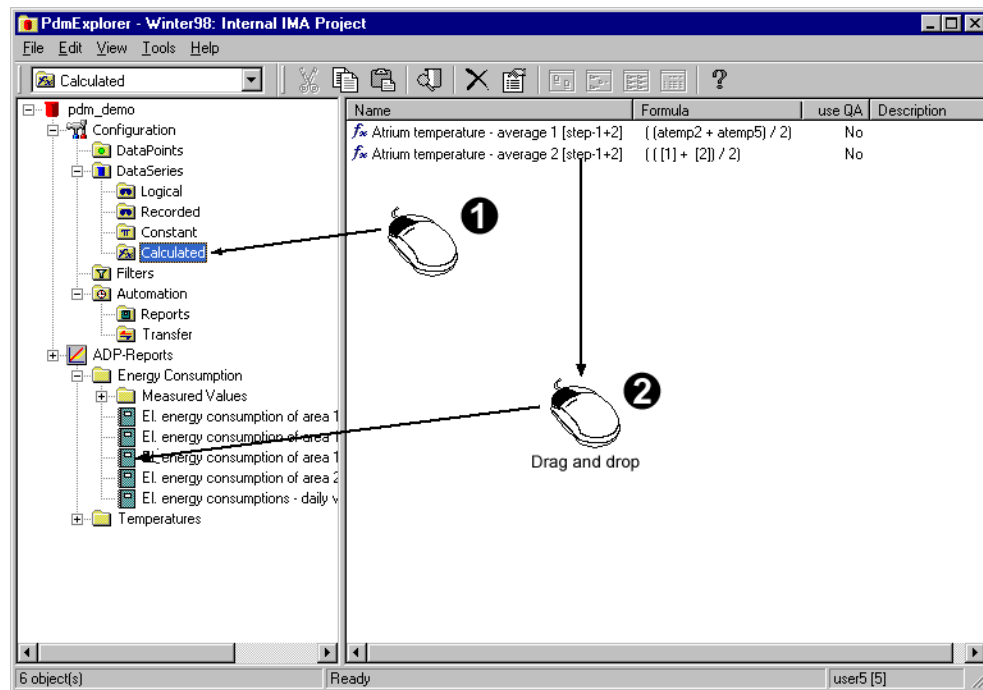 PdmExplorer - Winter98: Internal IMA Project
File Edit View Tools Help
Calculated
pdm_demo
Configuration
DataPoints
DataSeries
Logical
Recorded
Constant
Calculated
Filters
Automation
Reports
Transfer
ADP-Reports
Energy Consumption
Measured Values
El. energy consumption of area 1
El. energy consumption of area 1
El. energy consumption of area 1
El. energy consumption of area 2
El. energy consumptions - daily v
Temperatures
Name Formula use QA Description
Atrium temperature - average 1 [step-1+2] ( (atemp2 + atemp5) / 2) No
Atrium temperature - average 2 [step-1+2] ( ( [1] + [2]) / 2) No
1
2
Drag and drop
6 object(s) Ready user5 [5]